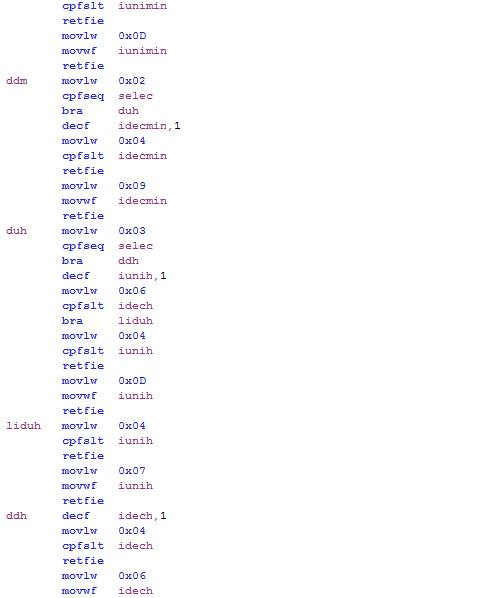 cpfslt iunimin
retfie
movlw 0x0D
movwf iunimin
retfie
ddm movlw 0x02
cpfseq selec
bra duh
decf idecmin,1
movlw 0x04
cpfslt idecmin
retfie
movlw 0x09
movwf idecmin
retfie
duh movlw 0x03
cpfseq selec
bra ddh
decf iunih,1
movlw 0x06
cpfslt idech
bra liduh
movlw 0x04
cpfslt iunih
retfie
movlw 0x0D
movwf iunih
retfie
liduh movlw 0x04
cpfslt iunih
retfie
movlw 0x07
movwf iunih
retfie
ddh decf idech,1
movlw 0x04
cpfslt idech
retfie
movlw 0x06
movwf idech